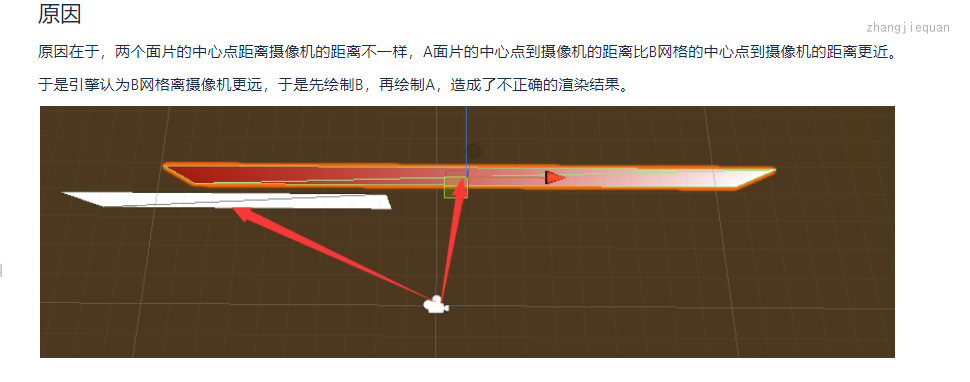 原因
zhangjiequan
原因在于，两个面片的中心点距离摄像机的距离不一样，A面片的中心点到摄像机的距离比B网格的中心点到摄像机的距离更近。
于是引擎认为B网格离摄像机更远，于是先绘制B，再绘制A，造成了不正确的渲染结果。